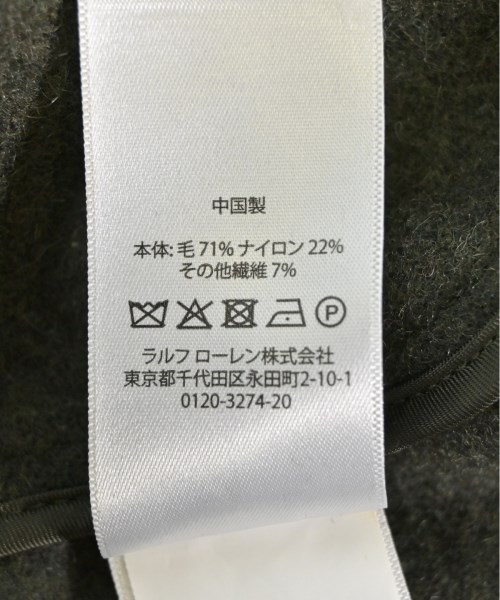 中国製
本体: 毛 71% ナイロン 22%
その他繊維 7%
P
ラルフ ローレン株式会社
東京都千代田区永田町2-10-1
0120-3274-20